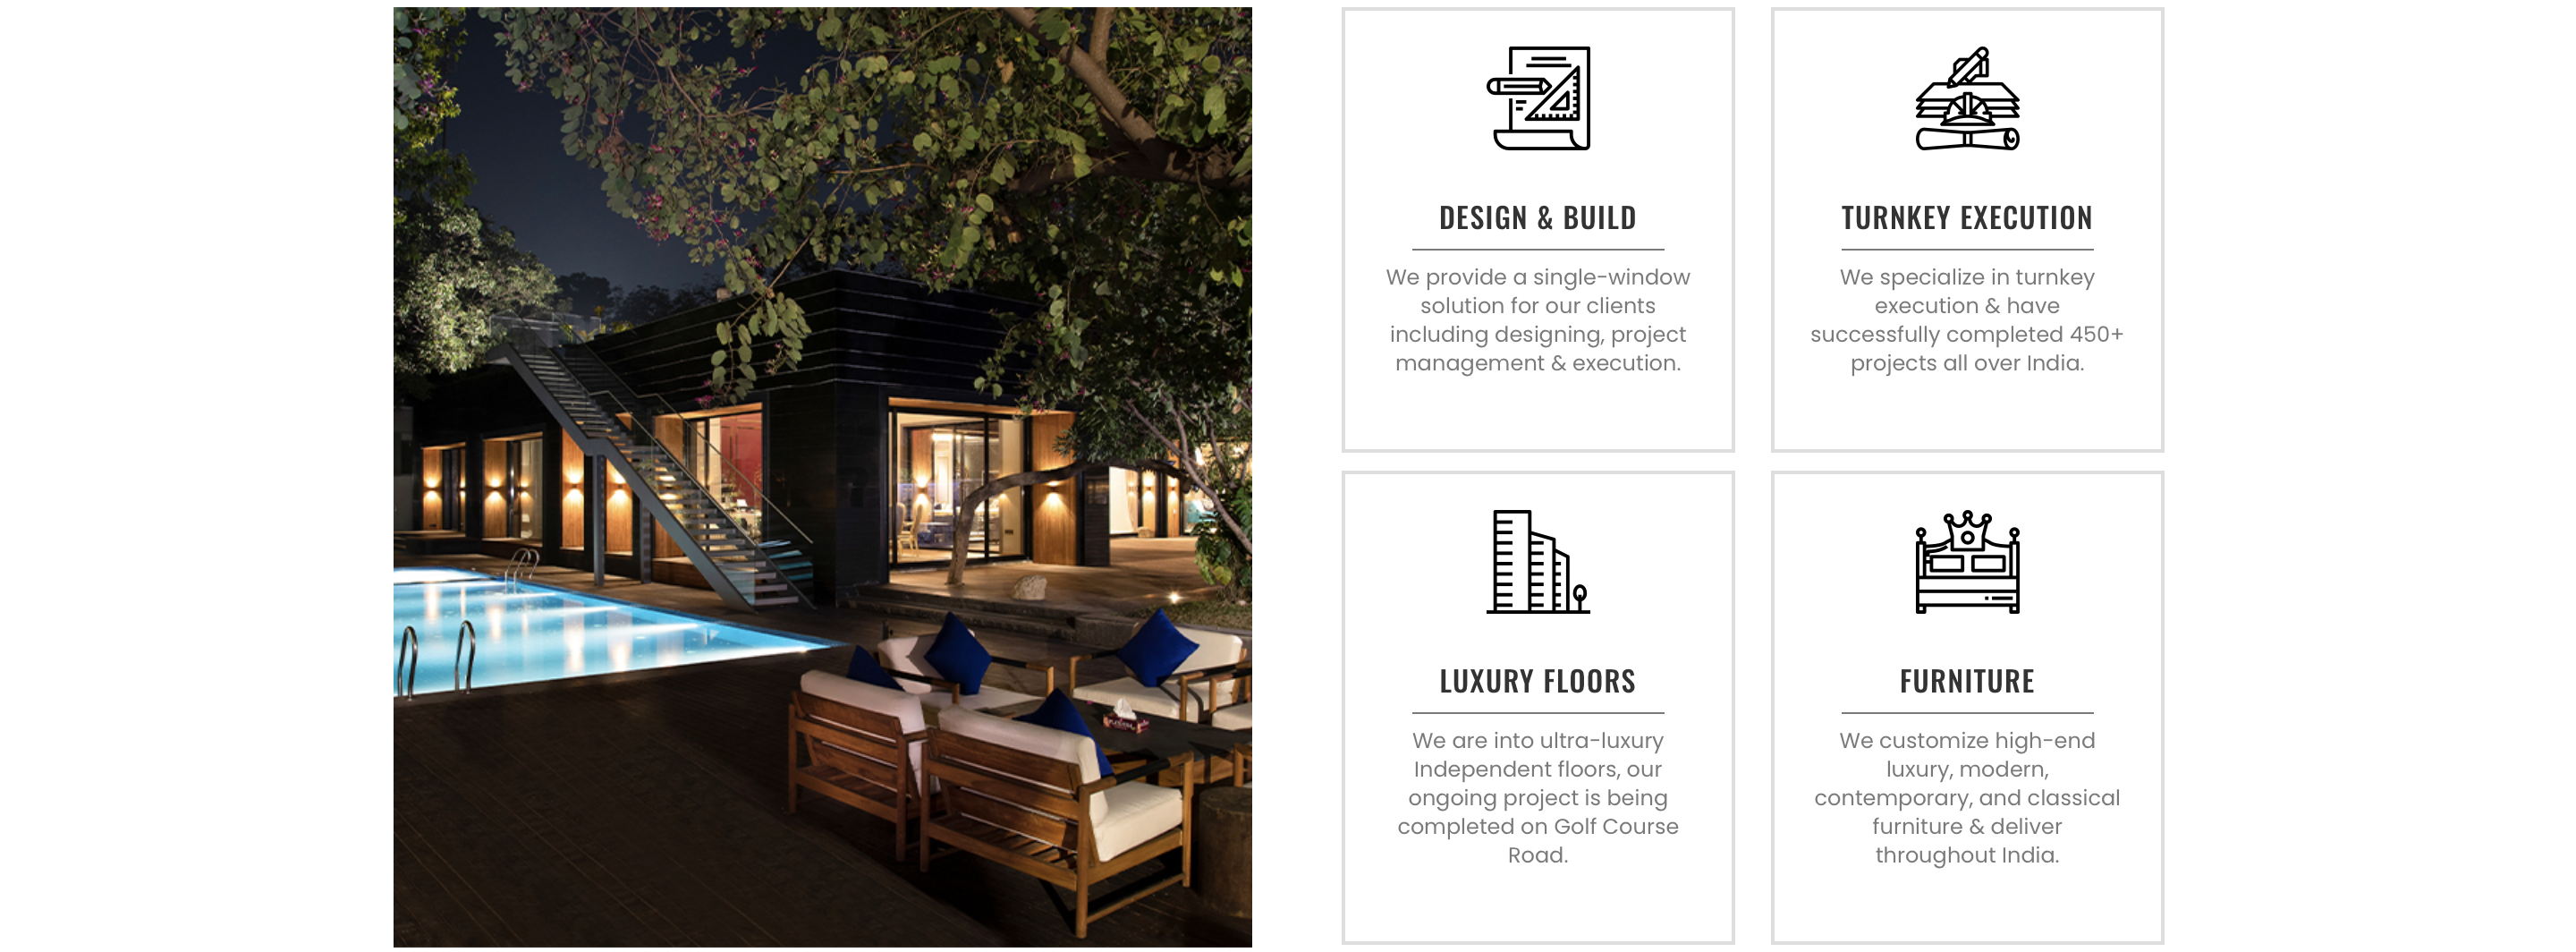 DESIGN & BUILD
We provide a single-window
solution for our clients
including designing, project
management & execution.
TURNKEY EXECUTION
We specialize in turnkey
execution & have
successfully completed 450+
projects all over India.
LUXURY FLOORS
We are into ultra-luxury
Independent floors, our
ongoing project is being
completed on Golf Course
Road.
FURNITURE
We customize high-end
luxury, modern,
contemporary, and classical
furniture & deliver
throughout India.